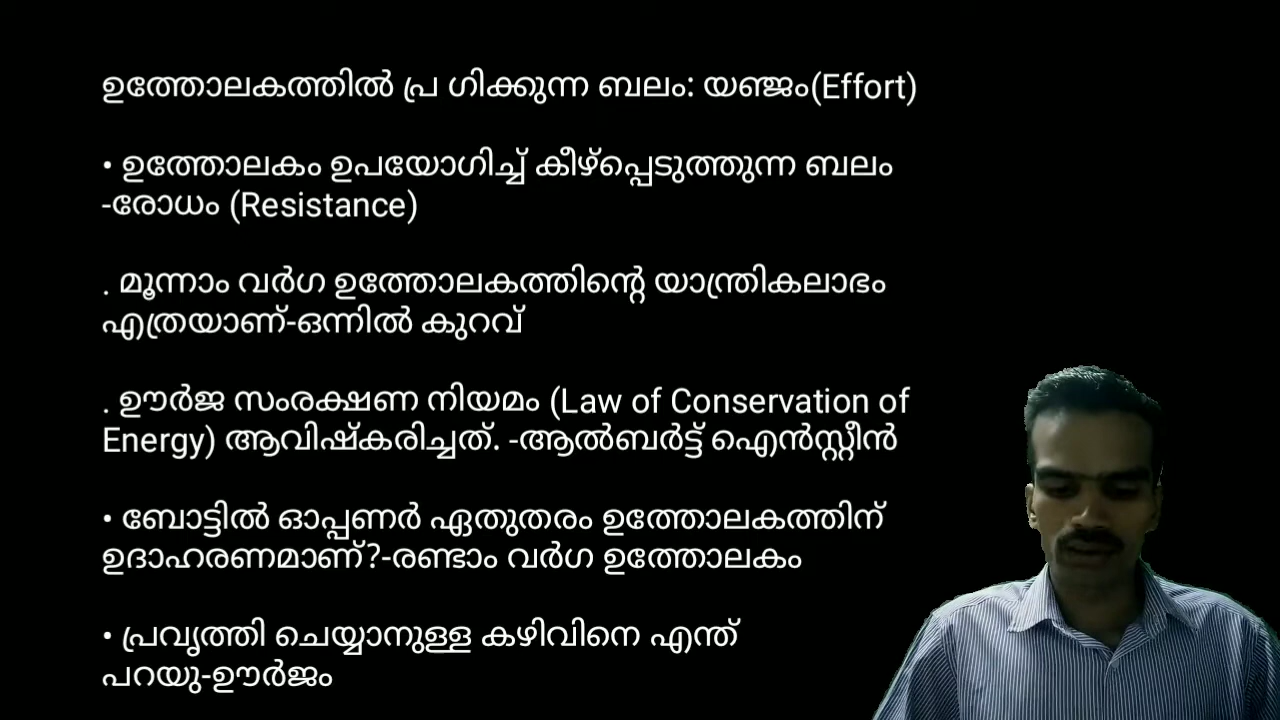 ഉത്തോലകത്തിൽ പ്ര ഗിക്കുന്ന ബലം: യഞ്ജം(Effort)
• ഉത്തോലകം ഉപയോഗിച്ച് കീഴ്പ്പെടുത്തുന്ന ബലം
-രോധം (Resistance)
. മൂന്നാം വർഗ ഉത്തോലകത്തിന്റെ യാന്ത്രികലാഭം
എത്രയാണ്-ഒന്നിൽ കുറവ്
. ഊർജ സംരക്ഷണ നിയമം (Law of Conservation of
Energy) ആവിഷ്കരിച്ചത്. -ആൽബർട്ട് ഐൻസ്റ്റീൻ
• ബോട്ടിൽ ഓപ്പണർ ഏതുതരം ഉത്തോലകത്തിന്
ഉദാഹരണമാണ്?-രണ്ടാം വർഗ ഉത്തോലകം
• പ്രവൃത്തി ചെയ്യാനുള്ള കഴിവിനെ എന്ത്
പറയു-ഊർജം